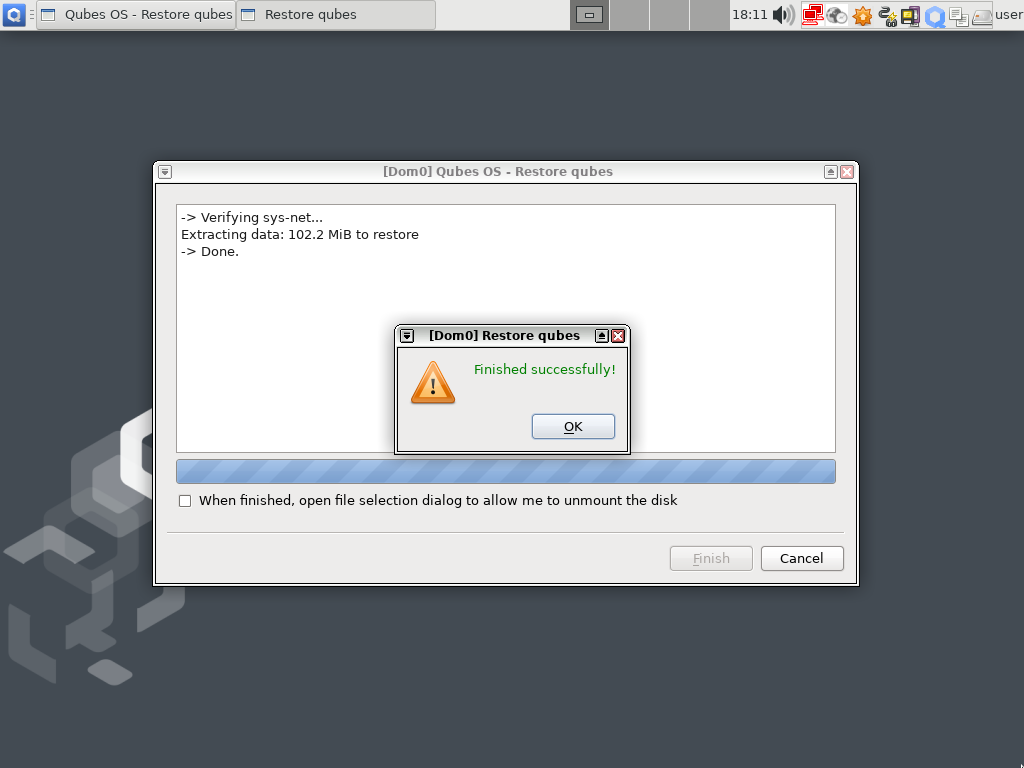 Qubes OS - Restore qubes
Restore qubes
18:11
user
[Dom0] Qubes OS - Restore qubes
-> Verifying sys-net...
Extracting data: 102.2 MiB to restore
-> Done.
[Dom0] Restore qubes
Finished successfully!
OK
When finished, open file selection dialog to allow me to unmount the disk
Finish
Cancel